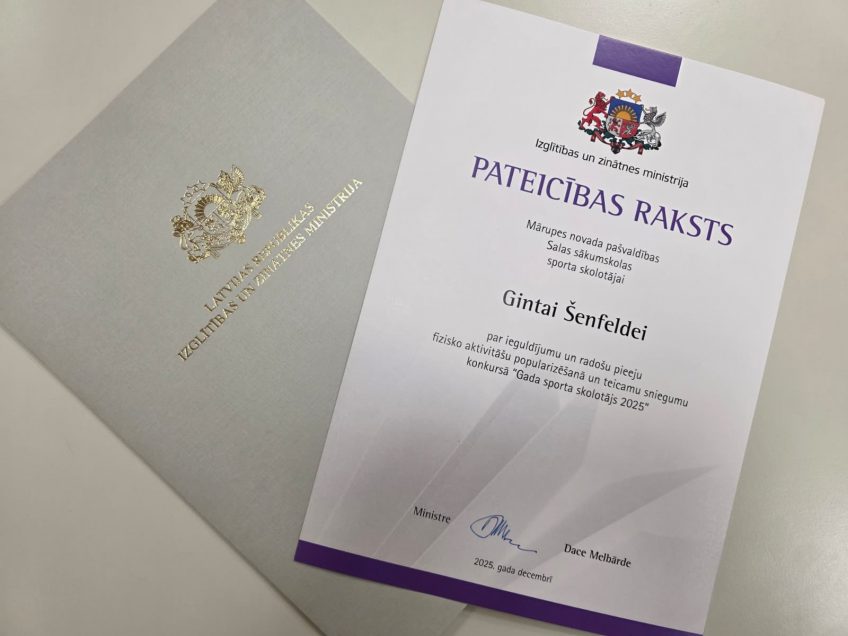 LATVIJAS REPUBLIKAS
IZGLĪTĪBAS UN ZINĀTNES MINISTRIJA
Izglītības un zinātnes ministrija
PATEICĪBAS RAKSTS
Mārupes novada pašvaldības
Salas sākumskolas
sporta skolotājai
Gintai Šenfeldei
par ieguldījumu un radošu pieeju
fizisko aktivitāšu popularizēšanā un teicamu sniegumu
konkursā "Gada sporta skolotājs 2025"
Ministre
Dace Melbārde
2025. gada decembrī